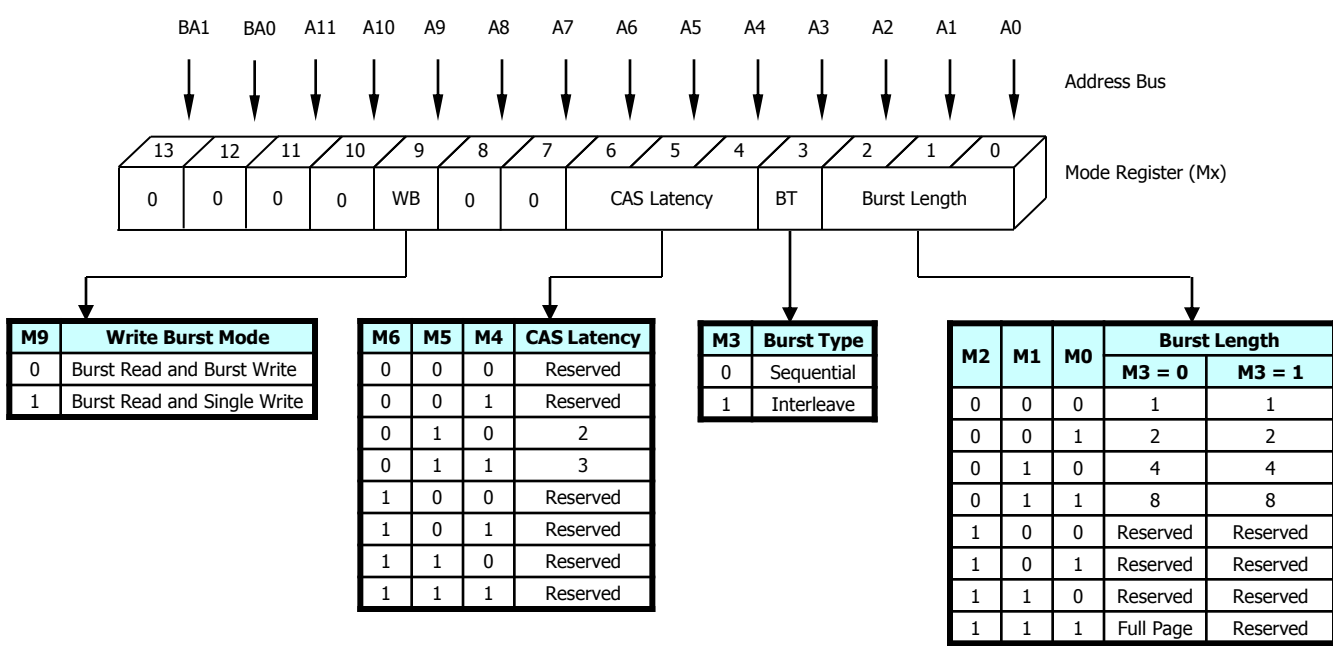 BA1 BA0 A11 A10 A9 A8 A7 A6 A5 A4 A3 A2 A1 A0
Address Bus
13 12 11 10 9 8 7 6 5 4 3 2 1 0
Mode Register (Mx)
0 0 0 0 WB 0 0 CAS Latency BT Burst Length
M9 Write Burst Mode
0 Burst Read and Burst Write
1 Burst Read and Single Write
M6 M5 M4 CAS Latency
0 0 0 Reserved
0 0 1 Reserved
0 1 0 2
0 1 1 3
1 0 0 Reserved
1 0 1 Reserved
1 1 0 Reserved
1 1 1 Reserved
M3 Burst Type
0 Sequential
1 Interleave
M2 M1 M0 Burst Length
M3 = 0 M3 = 1
0 0 0 1 1
0 0 1 2 2
0 1 0 4 4
0 1 1 8 8
1 0 0 Reserved Reserved
1 0 1 Reserved Reserved
1 1 0 Reserved Reserved
1 1 1 Full Page Reserved